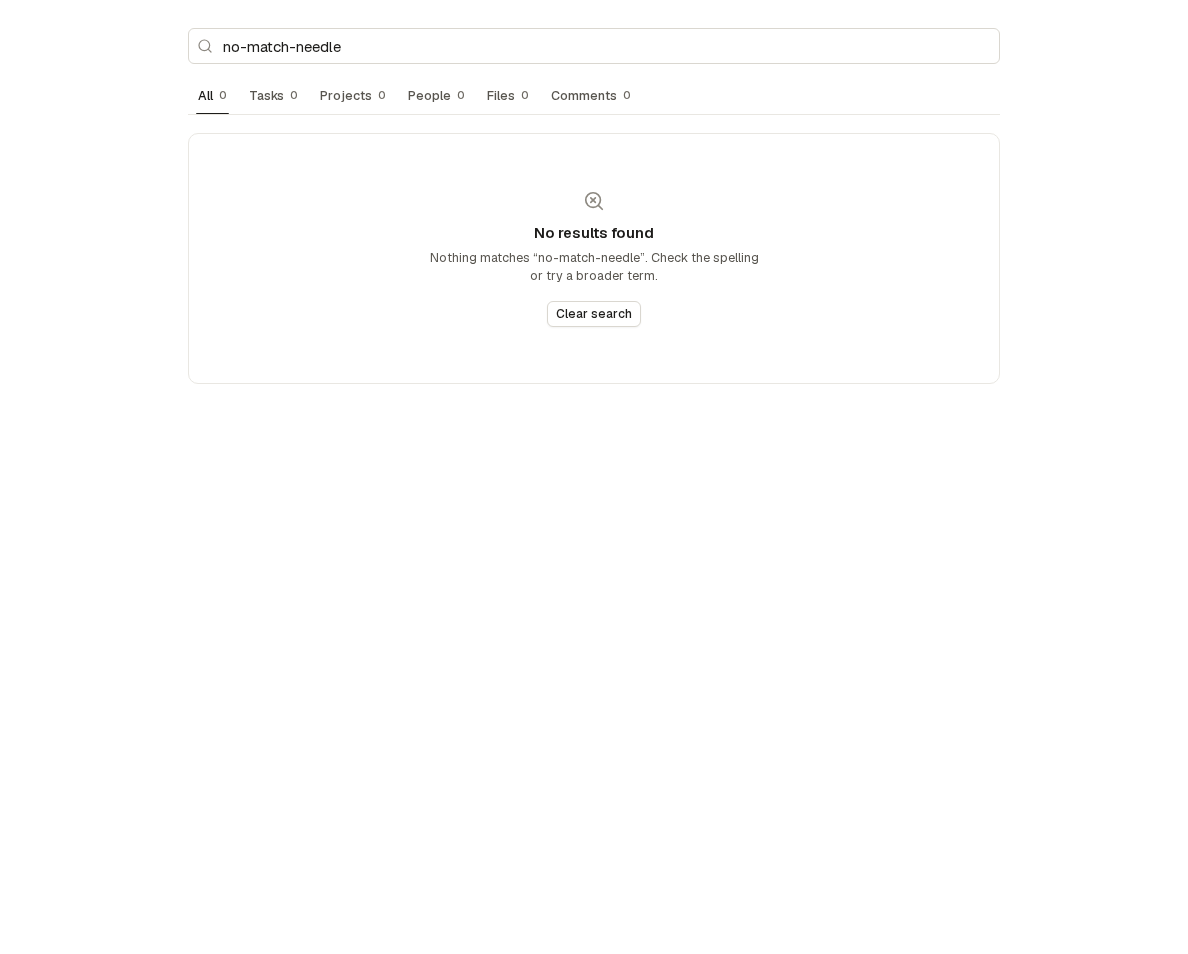 no-match-needle
All 0 Tasks 0 Projects 0 People 0 Files 0 Comments 0
No results found
Nothing matches “no-match-needle”. Check the spelling
or try a broader term.
Clear search